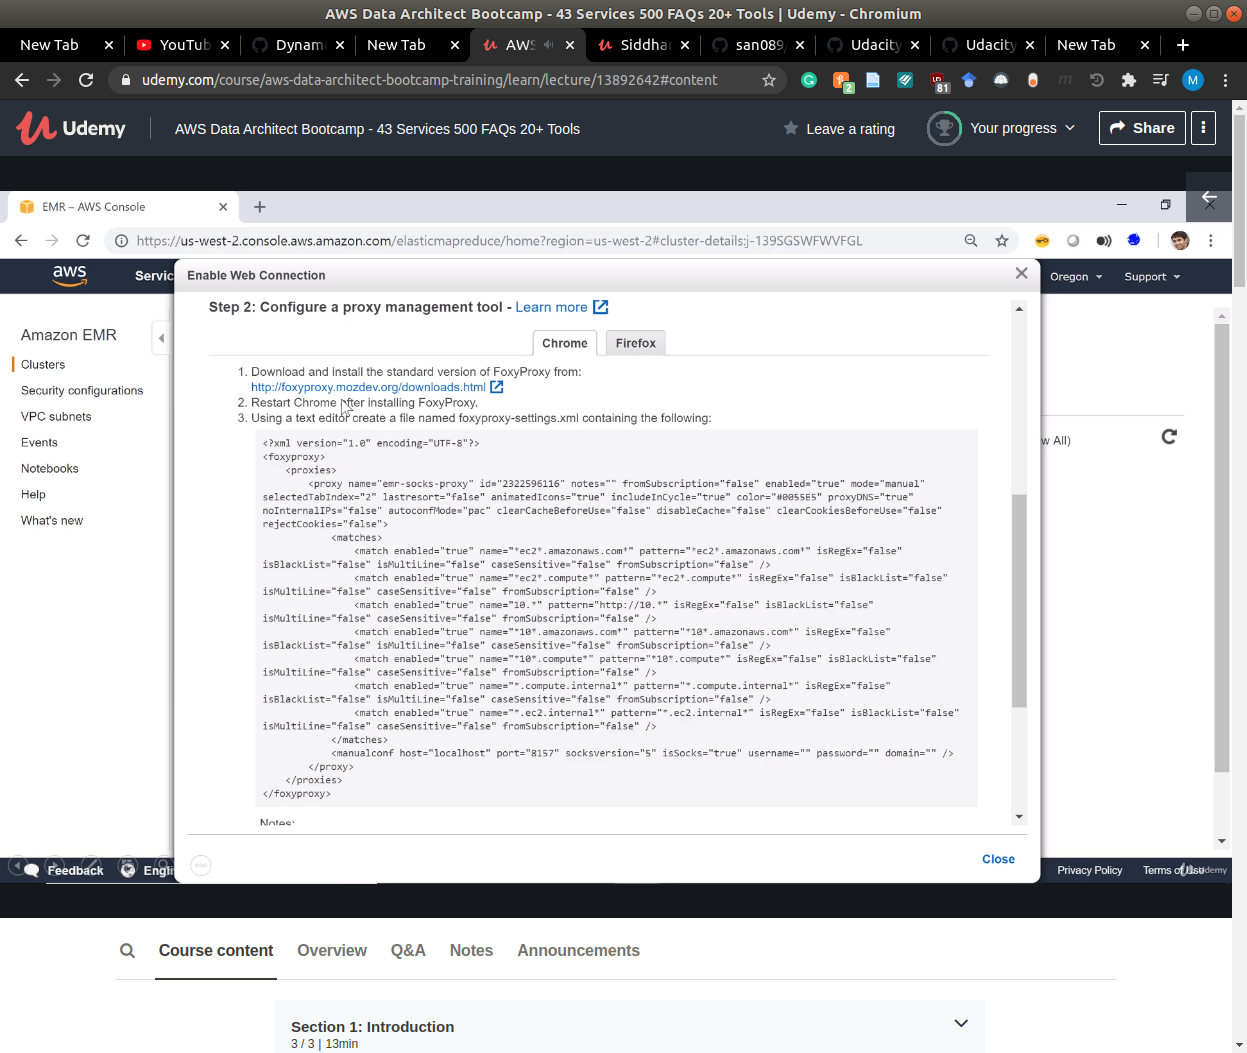 AWS Data Architect Bootcamp - 43 Services 500 FAQs 20+ Tools | Udemy - Chromium
New Tab
YouTub
Dynam
New Tab
AWS
Siddha
san089/
Udacity
Udacity
New Tab
udemy.com/course/aws-data-architect-bootcamp-training/learn/lecture/13892642#content
2
81
M
Udemy
AWS Data Architect Bootcamp - 43 Services 500 FAQs 20+ Tools
Leave a rating
Your progress
Share
EMR – AWS Console
https://us-west-2.console.aws.amazon.com/elasticmapreduce/home?region=us-west-2#cluster-details:j-139SGSWFWVFGL
aws
Servic
Oregon
Support
Enable Web Connection
Amazon EMR
Clusters
Security configurations
VPC subnets
Events
Notebooks
Help
What's new
w All)
Step 2: Configure a proxy management tool - Learn more
Chrome
Firefox
1. Download and install the standard version of FoxyProxy from:
http://foxyproxy.mozdev.org/downloads.html
2. Restart Chrome after installing FoxyProxy.
3. Using a text editor create a file named foxyproxy-settings.xml containing the following:
<?xml version="1.0" encoding="UTF-8"?>
<foxyproxy>
<proxies>
<proxy name="emr-socks-proxy" id="2322596116" notes="" fromSubscription="false" enabled="true" mode="manual"
selectedTabIndex="2" lastresort="false" animatedIcons="true" includeInCycle="true" color="#0055E5" proxyDNS="true"
noInternalIPs="false" autoconfMode="pac" clearCacheBeforeUse="false" disableCache="false" clearCookiesBeforeUse="false"
rejectCookies="false">
<matches>
<match enabled="true" name="*ec2*.amazonaws.com*" pattern="*ec2*.amazonaws.com*" isRegEx="false"
isBlackList="false" isMultiLine="false" caseSensitive="false" fromSubscription="false" />
<match enabled="true" name="*ec2*.compute*" pattern="*ec2*.compute*" isRegEx="false" isBlackList="false"
isMultiLine="false" caseSensitive="false" fromSubscription="false" />
<match enabled="true" name="10.*" pattern="http://10.*" isRegEx="false" isBlackList="false"
isMultiLine="false" caseSensitive="false" fromSubscription="false" />
<match enabled="true" name="*10*.amazonaws.com*" pattern="*10*.amazonaws.com*" isRegEx="false"
isBlackList="false" isMultiLine="false" caseSensitive="false" fromSubscription="false" />
<match enabled="true" name="*10*.compute*" pattern="*10*.compute*" isRegEx="false" isBlackList="false"
isMultiLine="false" caseSensitive="false" fromSubscription="false" />
<match enabled="true" name="*.compute.internal*" pattern="*.compute.internal*" isRegEx="false"
isBlackList="false" isMultiLine="false" caseSensitive="false" fromSubscription="false" />
<match enabled="true" name="*.ec2.internal*" pattern="*.ec2.internal*" isRegEx="false" isBlackList="false"
isMultiLine="false" caseSensitive="false" fromSubscription="false" />
</matches>
<manualconf host="localhost" port="8157" socksversion="5" isSocks="true" username="" password="" domain="" />
</proxy>
</proxies>
</foxyproxy>
Notes:
Close
Feedback
Engli
Privacy Policy
Terms of Use
Udemy
Course content
Overview
Q&A
Notes
Announcements
Section 1: Introduction
3 / 3 | 13min